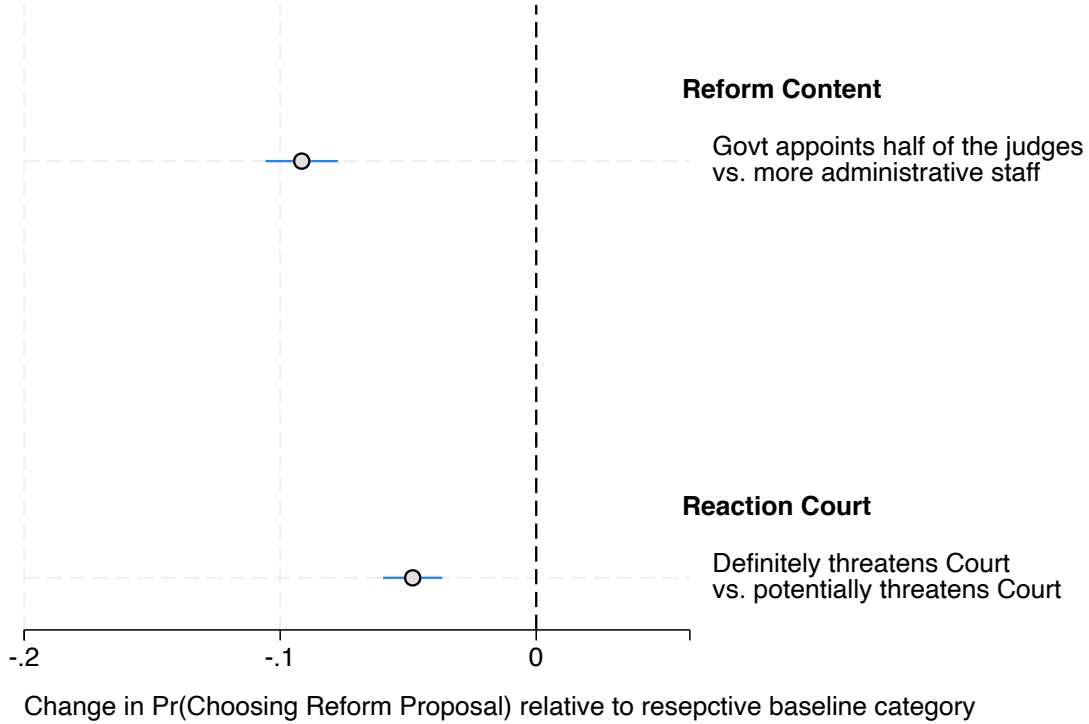 Reform Content
Govt appoints half of the judges
vs. more administrative staff
Reaction Court
Definitely threatens Court
vs. potentially threatens Court
-.2 -.1 0
Change in Pr(Choosing Reform Proposal) relative to resepctive baseline category